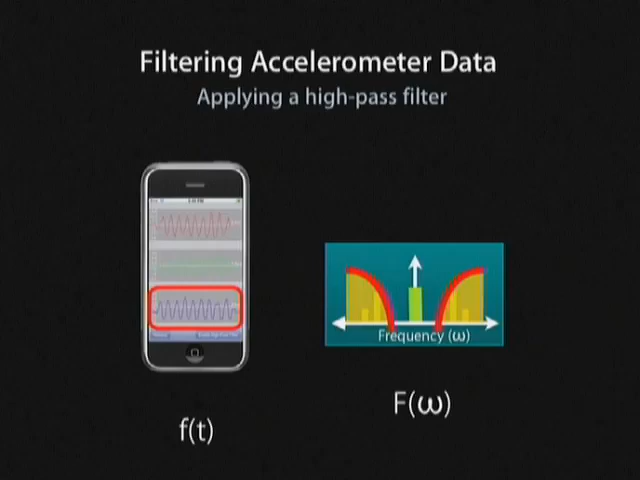 Filtering Accelerometer Data
Applying a high-pass filter
Frequency (ω)
F(ω)
f(t)